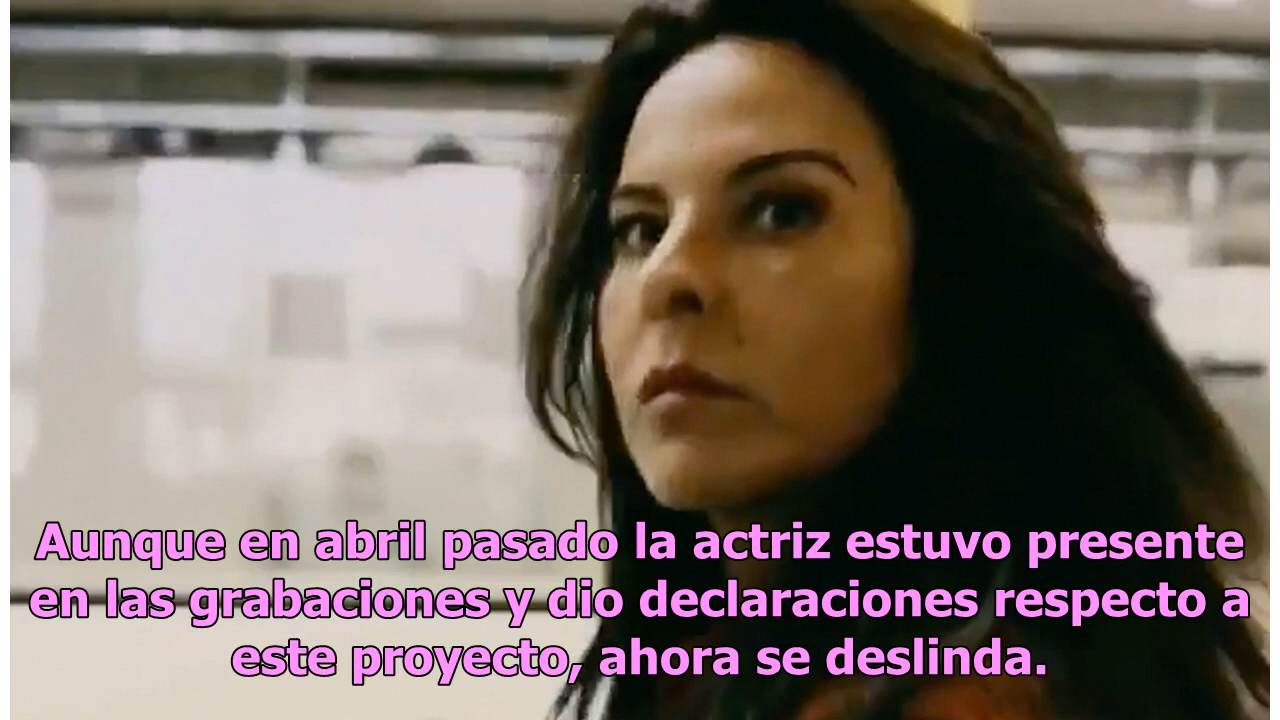 Aunque en abril pasado la actriz estuvo presente
en las grabaciones y dio declaraciones respecto a
este proyecto, ahora se deslinda.